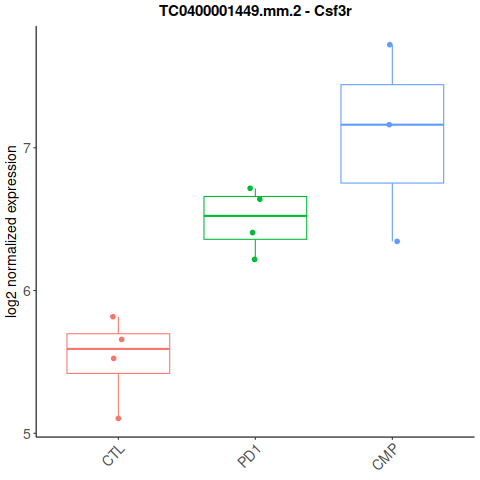 TC0400001449.mm.2 - Csf3r
log2 normalized expression
7
6
5
CTL
PD1
CMP